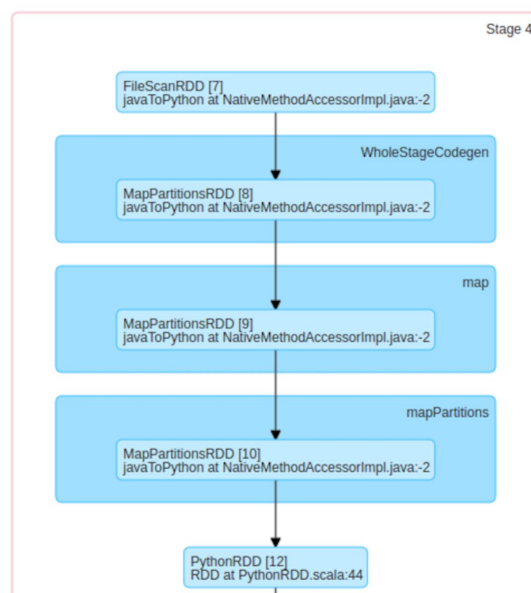 Stage 4
FileScanRDD [7]
javaToPython at NativeMethodAccessorImpl.java:-2
WholeStageCodegen
MapPartitionsRDD [8]
javaToPython at NativeMethodAccessorImpl.java:-2
map
MapPartitionsRDD [9]
javaToPython at NativeMethodAccessorImpl.java:-2
mapPartitions
MapPartitionsRDD [10]
javaToPython at NativeMethodAccessorImpl.java:-2
PythonRDD [12]
RDD at PythonRDD.scala:44